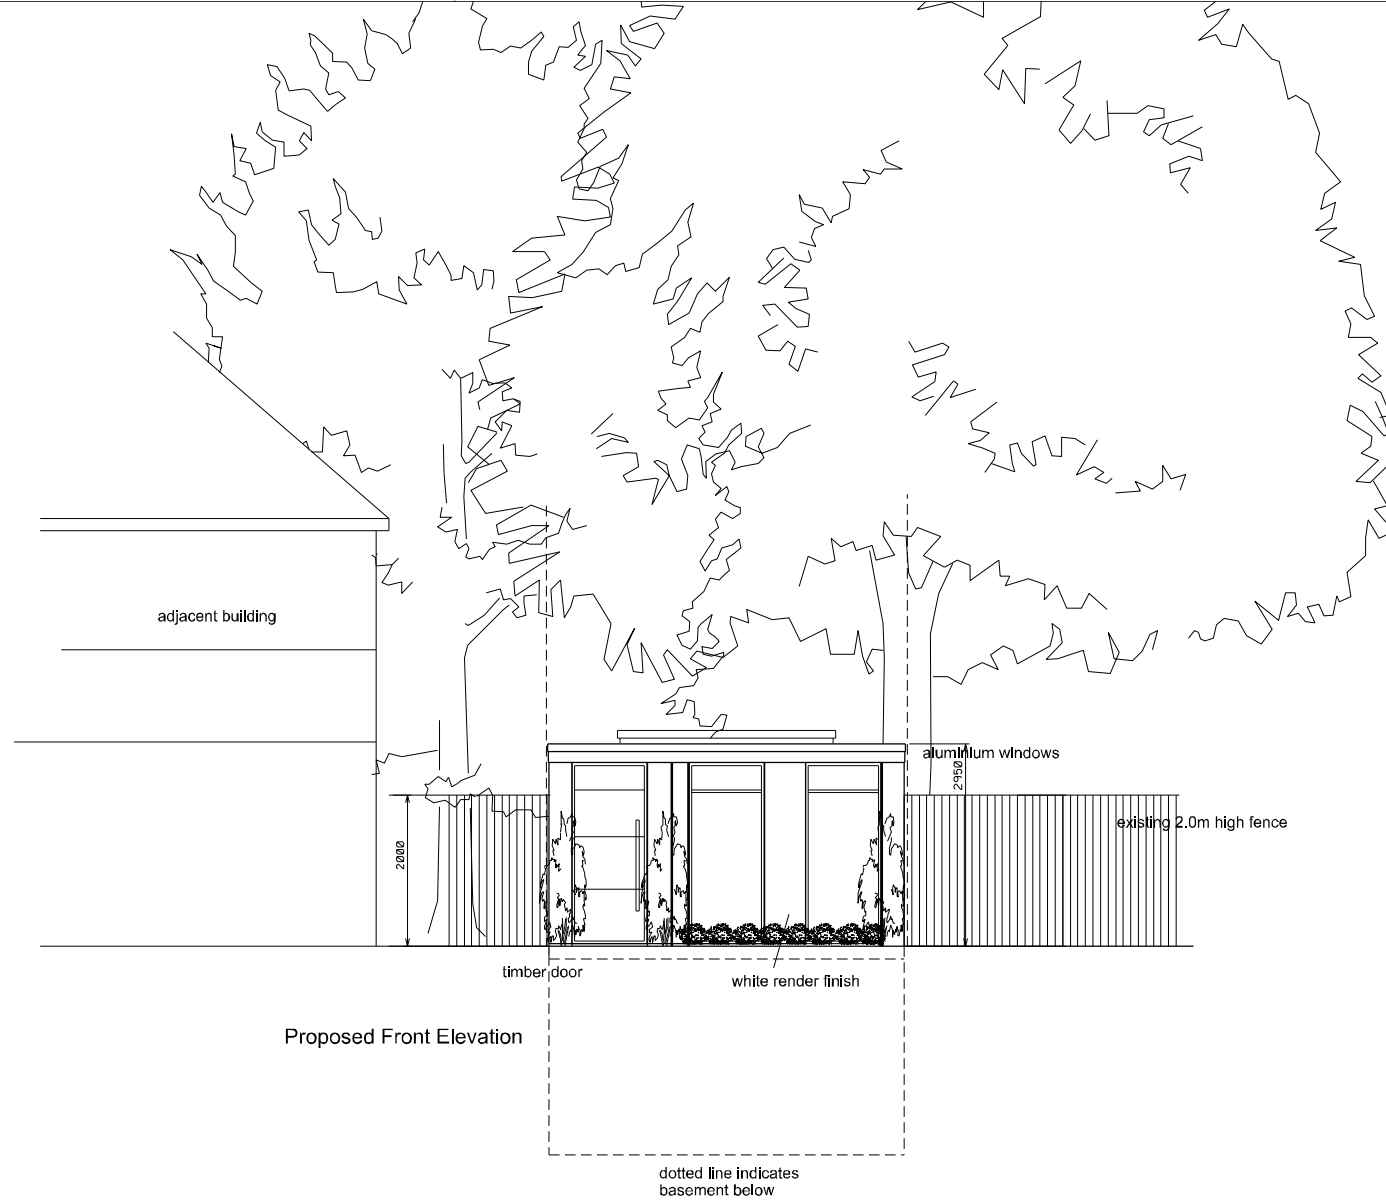 adjacent building
aluminium windows
2950
existing 2.0m high fence
2000
timber door
white render finish
Proposed Front Elevation
dotted line indicates
basement below